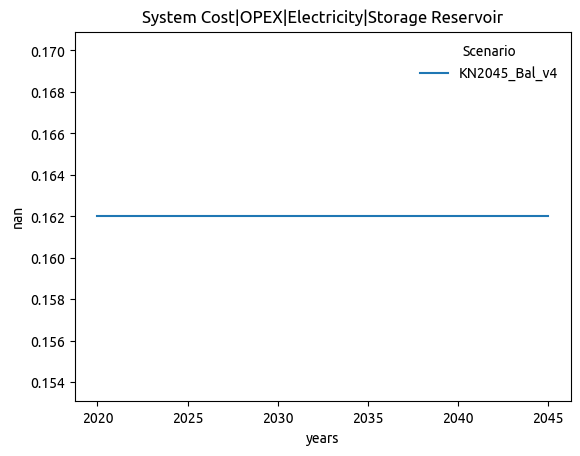 System Cost|OPEX|Electricity|Storage Reservoir
Scenario
KN2045_Bal_v4
0.170
0.168
0.166
0.164
0.162
0.160
0.158
0.156
0.154
nan
2020 2025 2030 2035 2040 2045
years